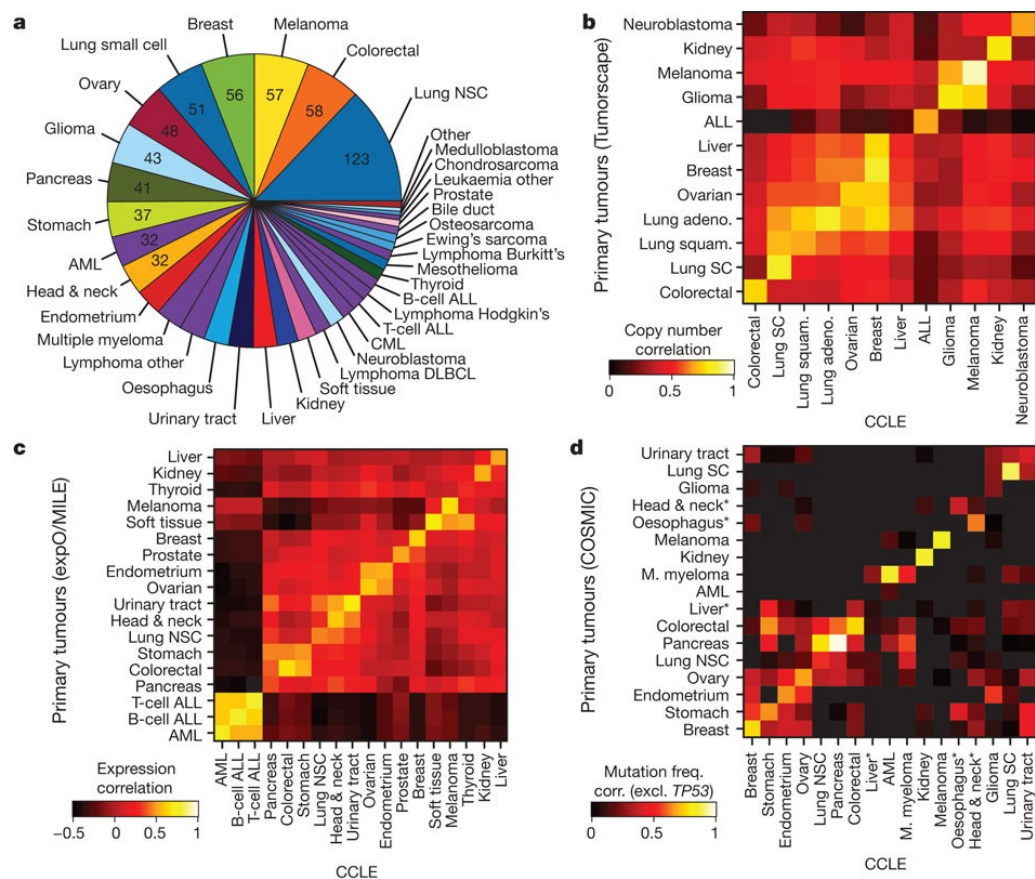 a
Breast
Melanoma
Lung small cell
Colorectal
Ovary
Lung NSC
Glioma
Pancreas
Stomach
AML
Head & neck
Endometrium
Multiple myeloma
Lymphoma other
Oesophagus
Urinary tract
Liver
Kidney
Soft tissue
Lymphoma DLBCL
Neuroblastoma
CML
T-cell ALL
Lymphoma Hodgkin's
B-cell ALL
Thyroid
Mesothelioma
Lymphoma Burkitt's
Ewing's sarcoma
Osteosarcoma
Bile duct
Prostate
Leukaemia other
Chondrosarcoma
Medulloblastoma
Other
56
57
51
58
48
123
43
41
37
32
32
b
Primary tumours (Tumorscape)
Neuroblastoma
Kidney
Melanoma
Glioma
ALL
Liver
Breast
Ovarian
Lung adeno.
Lung squam.
Lung SC
Colorectal
Copy number
correlation
0 0.5 1
Colorectal
Lung SC
Lung squam.
Lung adeno.
Ovarian
Breast
Liver
ALL
Glioma
Melanoma
Kidney
Neuroblastoma
CCLE
c
Primary tumours (expO/MILE)
Liver
Kidney
Thyroid
Melanoma
Soft tissue
Breast
Prostate
Endometrium
Ovarian
Urinary tract
Head & neck
Lung NSC
Stomach
Colorectal
Pancreas
T-cell ALL
B-cell ALL
AML
Expression
correlation
−0.5 0 1
AML
B-cell ALL
T-cell ALL
Pancreas
Colorectal
Stomach
Lung NSC
Head & neck
Urinary tract
Ovarian
Endometrium
Prostate
Breast
Soft tissue
Melanoma
Thyroid
Kidney
Liver
CCLE
d
Primary tumours (COSMIC)
Urinary tract
Lung SC
Glioma
Head & neck*
Oesophagus*
Melanoma
Kidney
M. myeloma
AML
Liver*
Colorectal
Pancreas
Lung NSC
Ovary
Endometrium
Stomach
Breast
Mutation freq.
corr. (excl. TP53)
0 0.5 1
Breast
Stomach
Endometrium
Ovary
Lung NSC
Pancreas
Colorectal
Liver*
AML
M. myeloma
Kidney
Melanoma
Oesophagus*
Head & neck*
Glioma
Lung SC
Urinary tract
CCLE